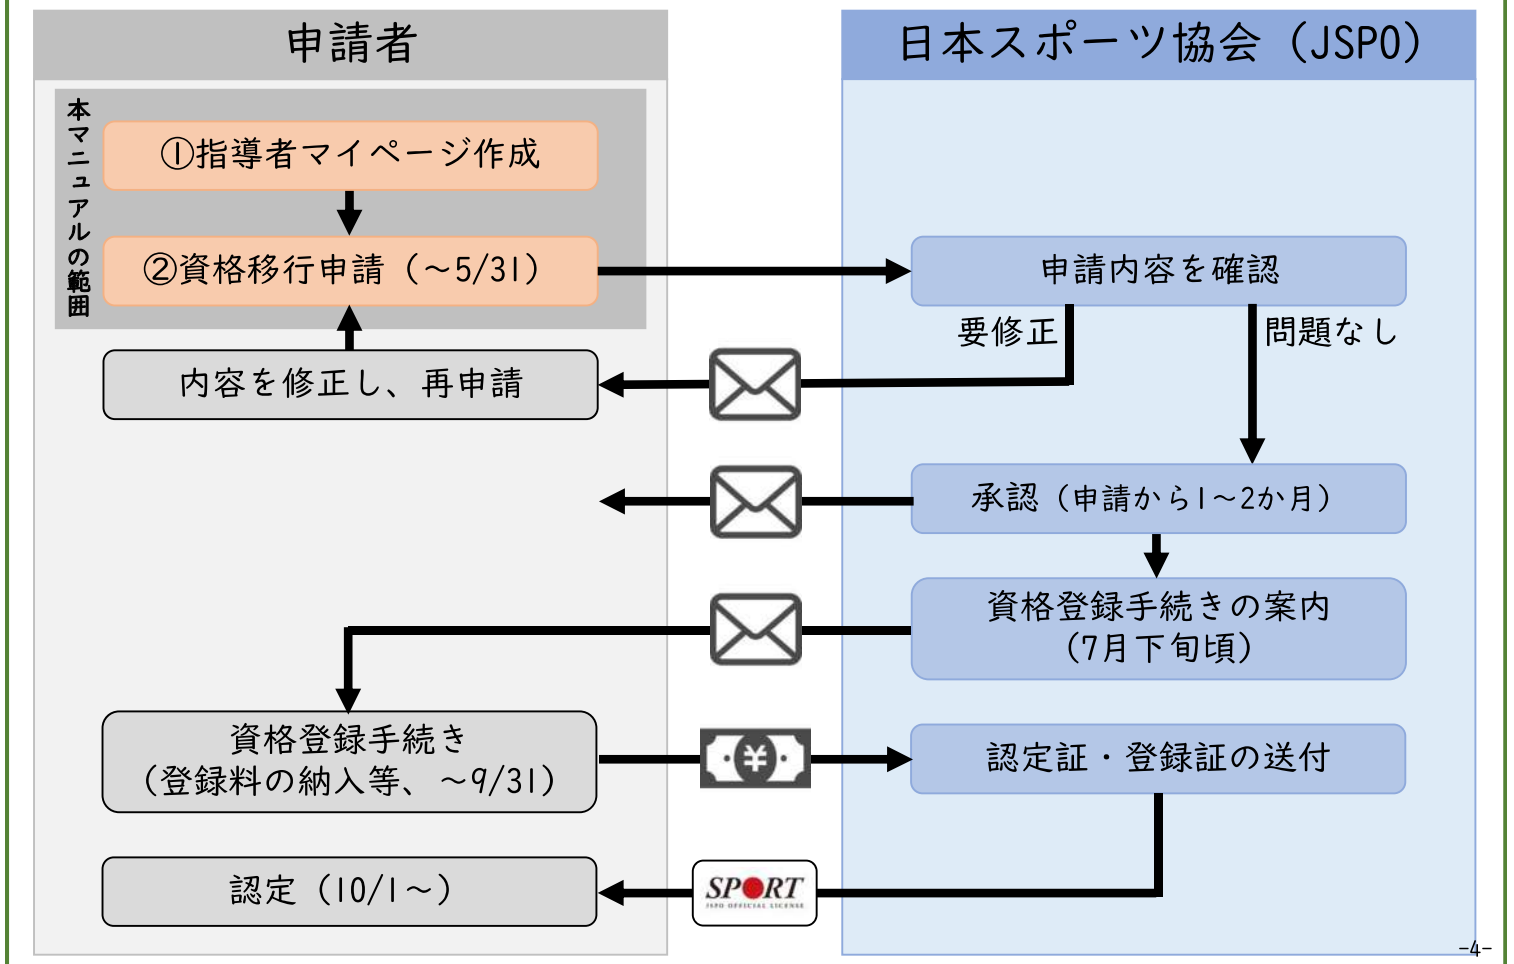 申請者
日本スポーツ協会（JSPO）
本マニュアルの範囲
①指導者マイページ作成
②資格移行申請（～5/31）
申請内容を確認
要修正
問題なし
内容を修正し、再申請
承認（申請から1～2か月）
資格登録手続きの案内
（7月下旬頃）
資格登録手続き
（登録料の納入等、～9/31）
¥
認定証・登録証の送付
認定（10/1～）
SPORT
JSPO OFFICIAL LICENSE
-4-